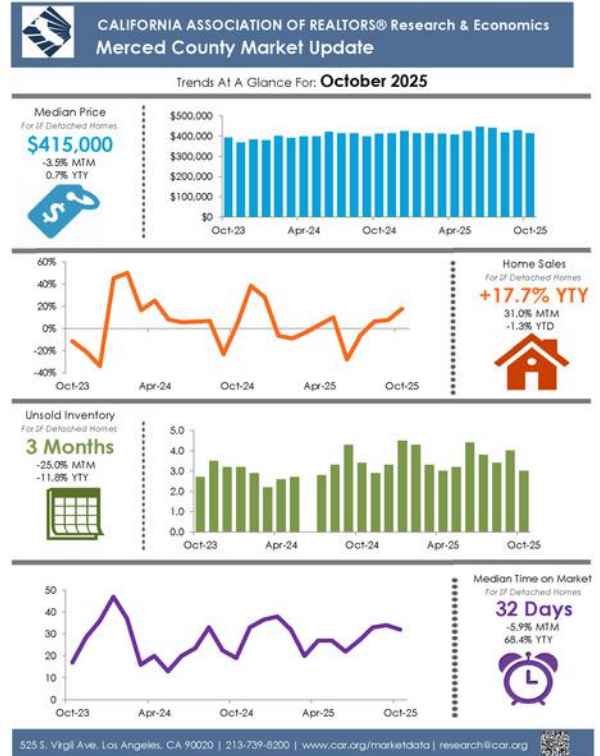 CALIFORNIA ASSOCIATION OF REALTORS® Research & Economics
Merced County Market Update
Trends At A Glance For: October 2025
Median Price
For SF Detached Homes
$415,000
-3.5% MTM
0.7% YTY
$
$500,000
$400,000
$300,000
$200,000
$100,000
$0
Oct-23 Apr-24 Oct-24 Apr-25 Oct-25
60%
40%
20%
0%
-20%
-40%
Oct-23 Apr-24 Oct-24 Apr-25 Oct-25
Home Sales
For SF Detached Homes
+17.7% YTY
31.0% MTM
-1.3% YTD
Unsold Inventory
For SF Detached Homes
3 Months
-25.0% MTM
-11.8% YTY
5.0
4.0
3.0
2.0
1.0
0.0
Oct-23 Apr-24 Oct-24 Apr-25 Oct-25
50
40
30
20
10
0
Oct-23 Apr-24 Oct-24 Apr-25 Oct-25
Median Time on Market
For SF Detached Homes
32 Days
-5.9% MTM
68.4% YTY
525 S. Virgil Ave. Los Angeles, CA 90020 | 213-739-8200 | www.car.org/marketdata | research@car.org